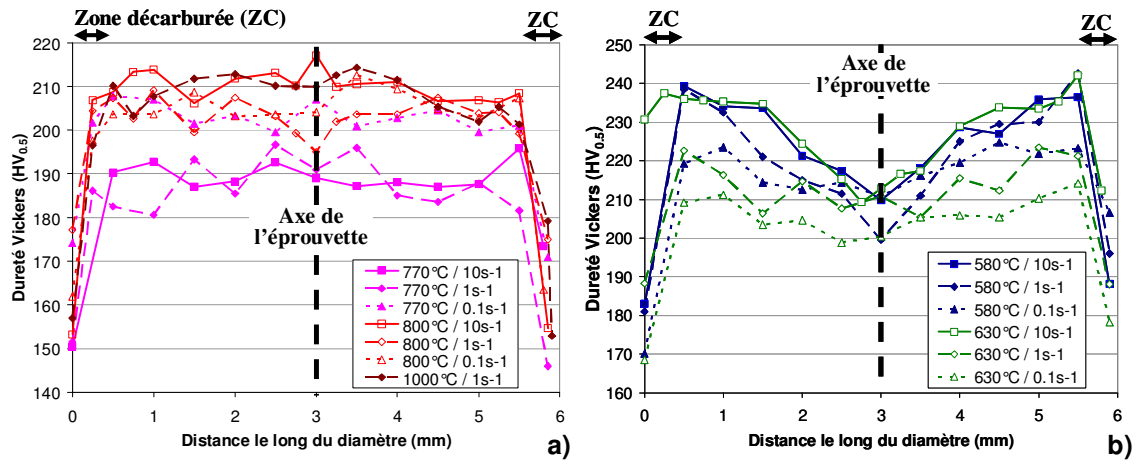 Zone décarburée (ZC)
ZC
Dureté Vickers (HV0.5)
220
210
200
190
180
170
160
150
140
Axe de
l'éprouvette
770°C / 10s-1
770°C / 1s-1
770°C / 0.1s-1
800°C / 10s-1
800°C / 1s-1
800°C / 0.1s-1
1000°C / 1s-1
0 1 2 3 4 5 6
Distance le long du diamètre (mm)
a)
ZC
ZC
Dureté Vickers (HV0.5)
250
240
230
220
210
200
190
180
170
160
Axe de
l'éprouvette
580°C / 10s-1
580°C / 1s-1
580°C / 0.1s-1
630°C / 10s-1
630°C / 1s-1
630°C / 0.1s-1
0 1 2 3 4 5 6
Distance le long du diamètre (mm)
b)